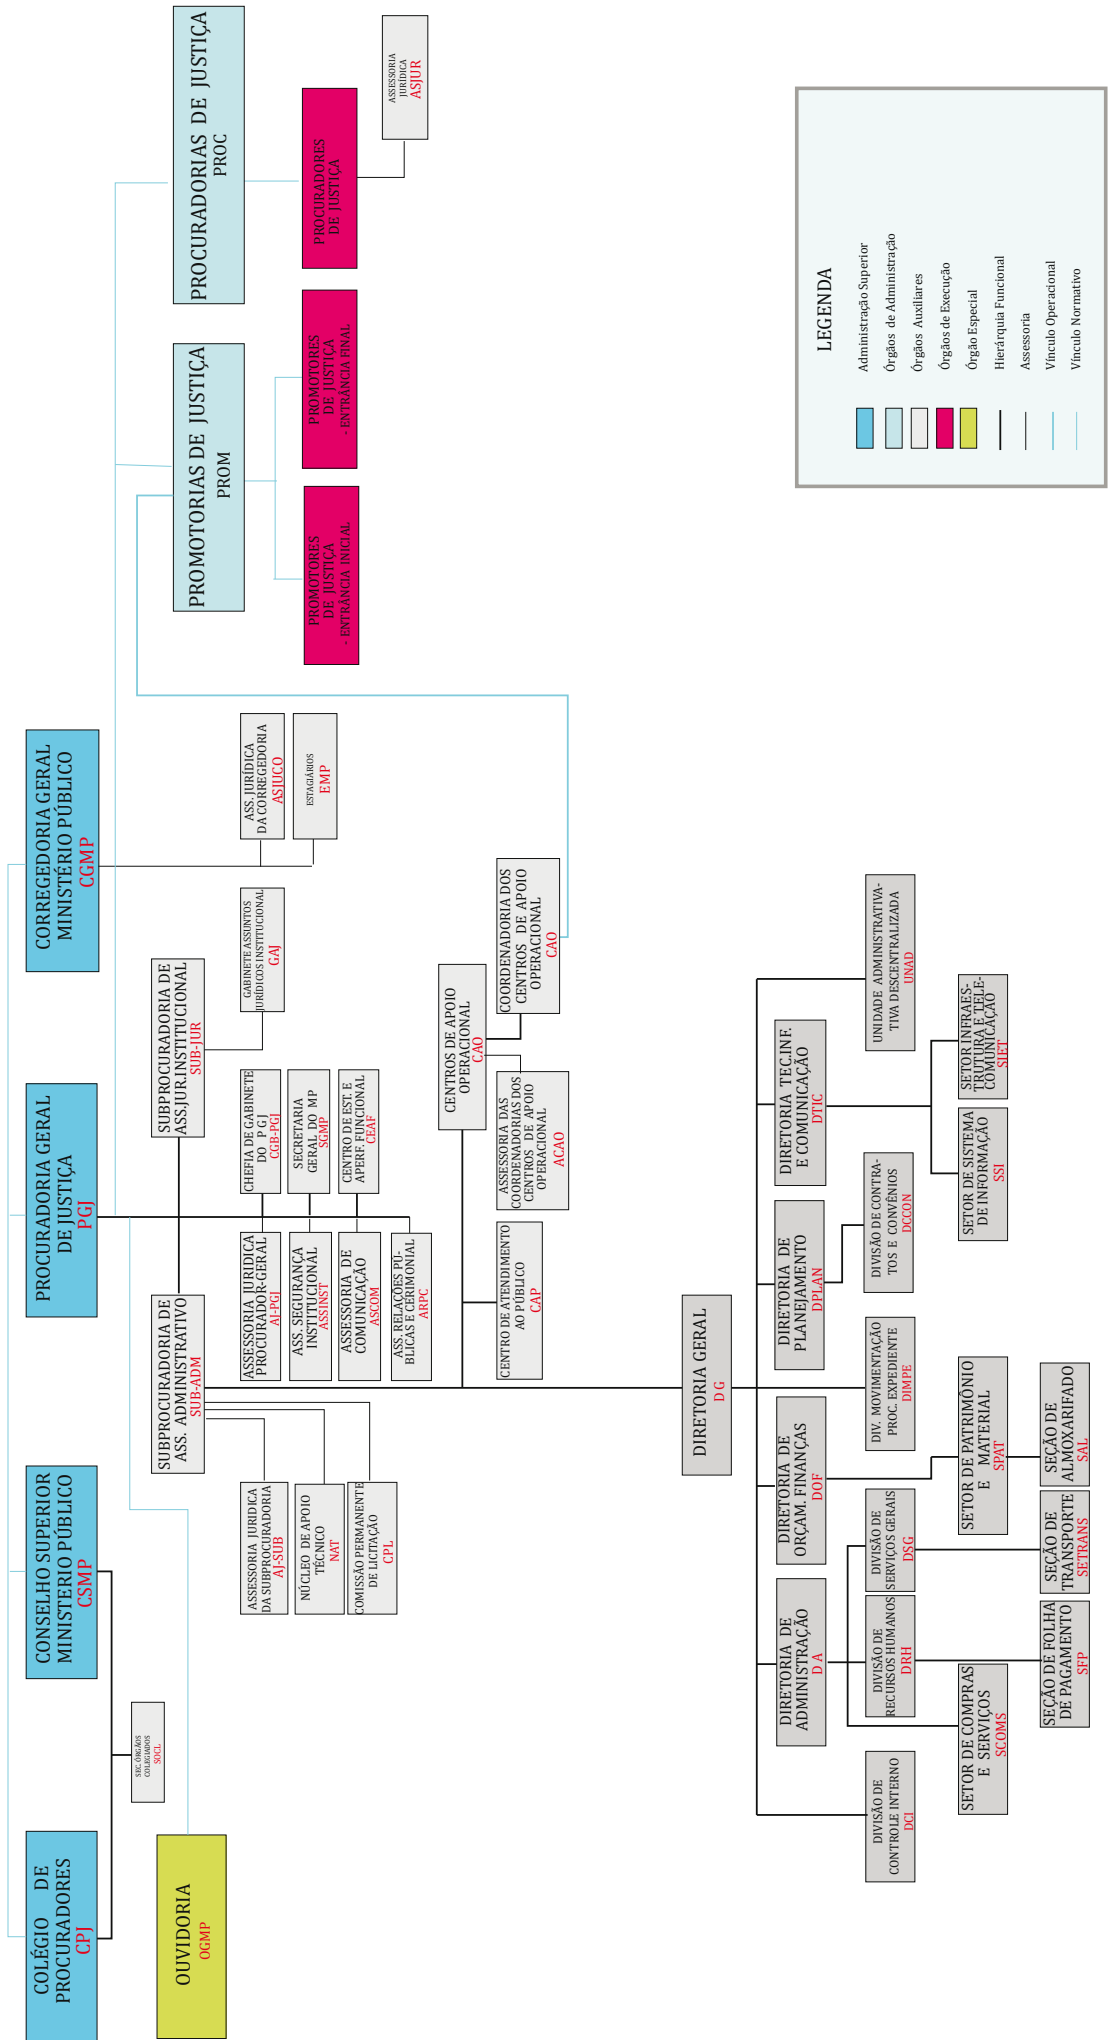 COLÉGIO DE
PROCURADORES
CPJ
CONSELHO SUPERIOR
MINISTÉRIO PÚBLICO
CSMP
PROCURADORIA GERAL
DE JUSTIÇA
PGJ
CORREGEDORIA GERAL
MINISTÉRIO PÚBLICO
CGMP
SEC. ÓRGÃOS
COLEGIADOS
SOCL
OUVIDORIA
OGMP
SUBPROCURADORIA DE
ASS. ADMINISTRATIVO
SUB-ADM
SUBPROCURADORIA DE
ASS.JUR.INSTITUCIONAL
SUB-JUR
PROMOTORIAS DE JUSTIÇA
PROM
PROCURADORIAS DE JUSTIÇA
PROC
ASSESSORIA JURIDICA
DA SUBPROCURADORIA
AJ-SUB
NÚCLEO DE APOIO
TÉCNICO
NAT
COMISSÃO PERMANENTE
DE LICITAÇÃO
CPL
ASSESSORIA JURIDICA
PROCURADOR-GERAL
AJ-PGJ
CHEFIA DE GABINETE
DO P GJ
CGB-PGJ
ASS. SEGURANÇA
INSTITUCIONAL
ASSINST
SECRETARIA
GERAL DO MP
SGMP
ASSESSORIA DE
COMUNICAÇÃO
ASCOM
CENTRO DE EST. E
APERF. FUNCIONAL
CEAF
ASS. RELAÇÕES PÚ-
BLICAS E CERIMONIAL
ARPC
GABINETE ASSUNTOS
JURÍDICOS INSTITUCIONAL
GAJ
ASS. JURÍDICA
DA CORREGEDORIA
ASJUCO
ESTAGIÁRIOS
EMP
PROMOTORES
DE JUSTIÇA
- ENTRÂNCIA INICIAL
PROMOTORES
DE JUSTICA
- ENTRÂNCIA FINAL
PROCURADORES
DE JUSTIÇA
ASSESSORIA
JURÍDICA
ASJUR
CENTROS DE APOIO
OPERACIONAL
CAO
CENTRO DE ATENDIMENTO
AO PÚBLICO
CAP
ASSESSORIA DAS
COORDENADORIAS DOS
CENTROS DE APOIO
OPERACIONAL
ACAO
COORDENADORIA DOS
CENTROS DE APOIO
OPERACIONAL
CAO
DIRETORIA GERAL
D G
DIRETORIA DE
ADMINISTRAÇÃO
D A
DIRETORIA DE
ORÇAM. FINANÇAS
DOF
DIRETORIA DE
PLANEJAMENTO
DPLAN
DIRETORIA TEC.INF.
E COMUNICAÇÃO
DTIC
DIVISÃO DE
CONTROLE INTERNO
DCI
DIVISÃO DE
RECURSOS HUMANOS
DRH
DIVISÃO DE
SERVIÇOS GERAIS
DSG
DIV. MOVIMENTAÇÃO
PROC. EXPEDIENTE
DIMPE
DIVISÃO DE CONTRA-
TOS E CONVÊNIOS
DCCON
UNIDADE ADMINISTRATIVA-
TIVA DESCENTRALIZADA
UNAD
SETOR DE COMPRAS
E SERVIÇOS
SCOMS
SETOR DE PATRIMÔNIO
E MATERIAL
SPAT
SETOR DE SISTEMA
DE INFORMAÇÃO
SSI
SETOR INFRAES-
TRUTURA E TELE-
COMUNICAÇÃO
SIET
SEÇÃO DE FOLHA
DE PAGAMENTO
SFP
SEÇÃO DE
TRANSPORTE
SETRANS
SEÇÃO DE
ALMOXARIFADO
SAL
LEGENDA
Administração Superior
Órgãos de Administração
Órgãos Auxiliares
Órgãos de Execução
Órgão Especial
Hierárquia Funcional
Assessoria
Vínculo Operacional
Vínculo Normativo